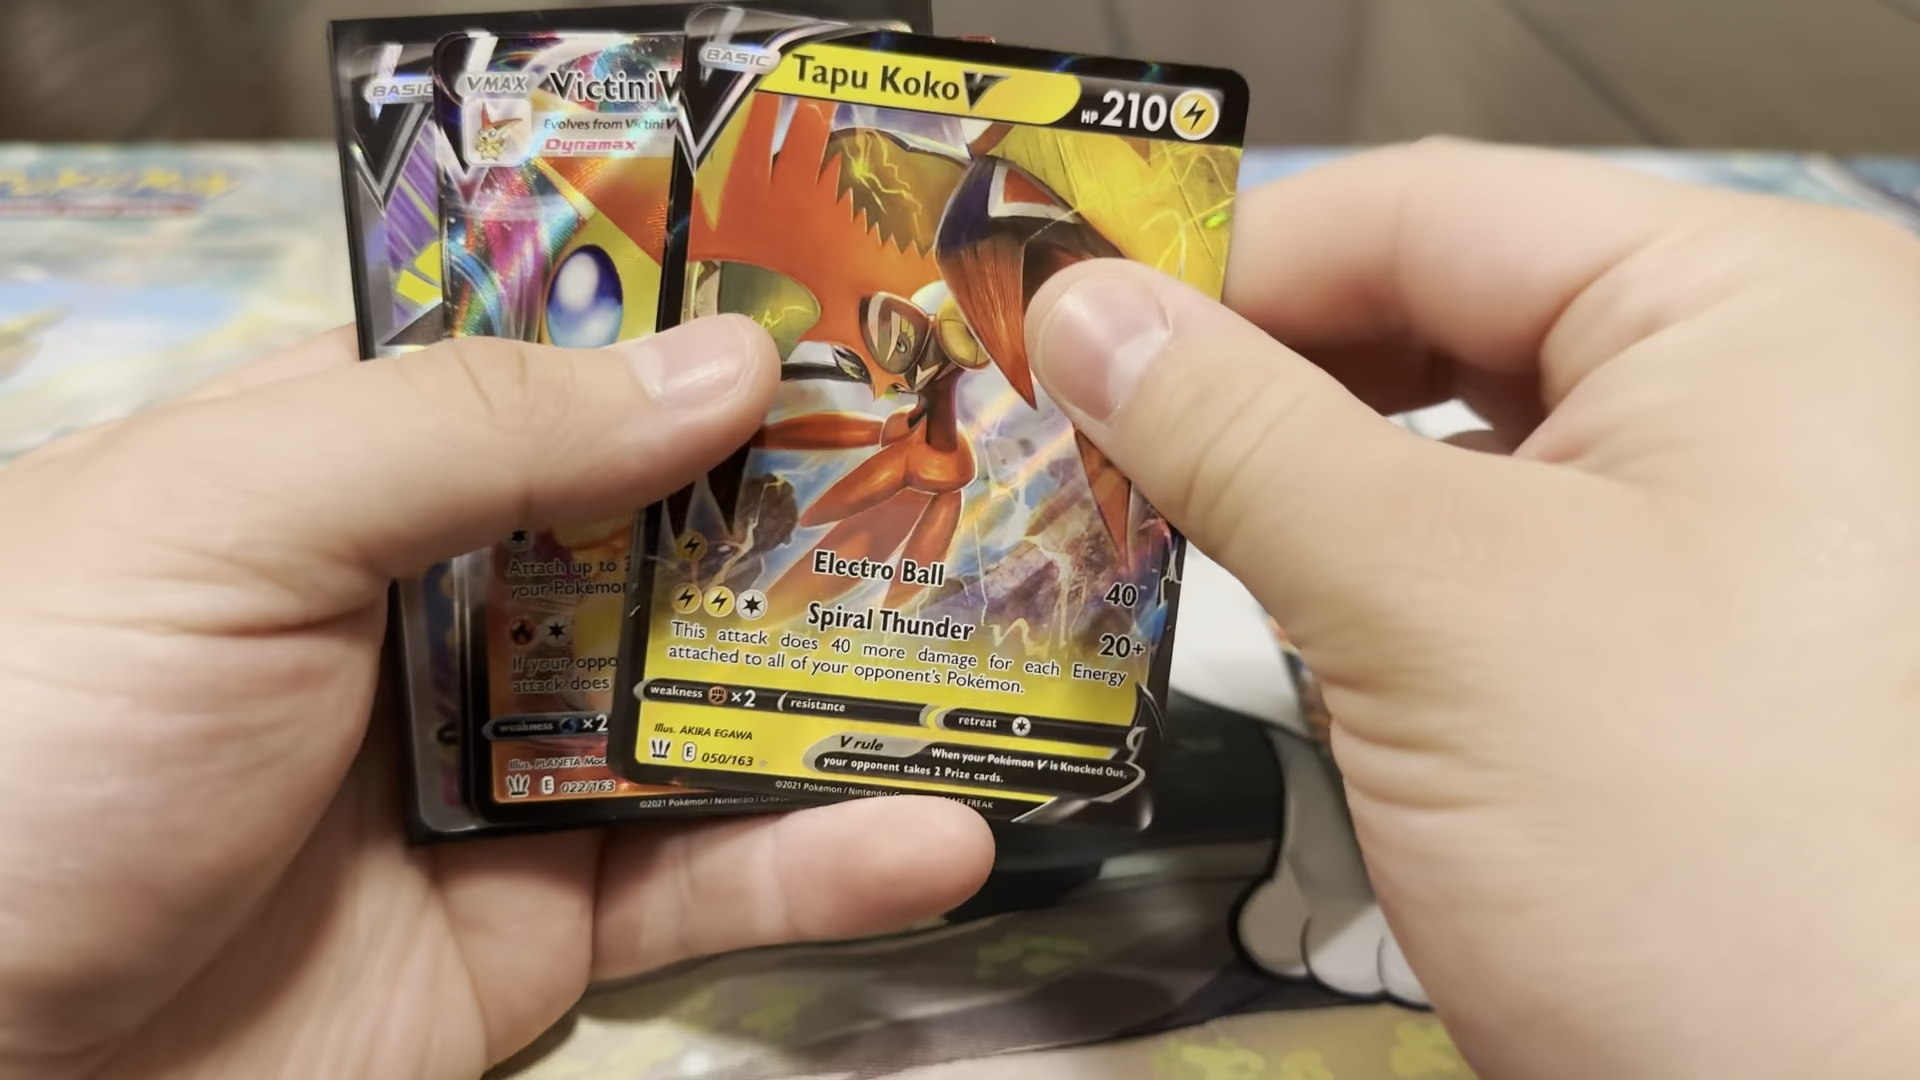 BASIC
Tapu Koko V
HP 210
Electro Ball
40
Spiral Thunder
20+
This attack does 40 more damage for each Energy
attached to all of your opponent's Pokémon.
weakness ×2 resistance retreat
Illus. AKIRA EGAWA
E 050/163
V rule When your Pokémon V is Knocked Out,
your opponent takes 2 Prize cards.
©2021 Pokémon / Nintendo / GAME FREAK
VMAX Victini V
Evolves from Victini V
Dynamax
Attach up to
your Pokémon
If your oppo
attack does
weakness ×2
Illus. PLANETA Moc
E 022/163
©2021 Pokémon / Nintendo / Crea
BASIC
V